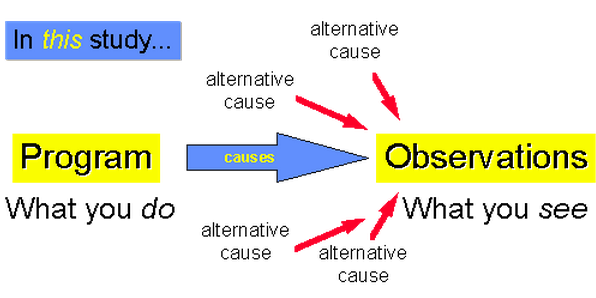 In this study...
alternative
cause
alternative
cause
Program
causes
Observations
What you do
What you see
alternative
cause
alternative
cause